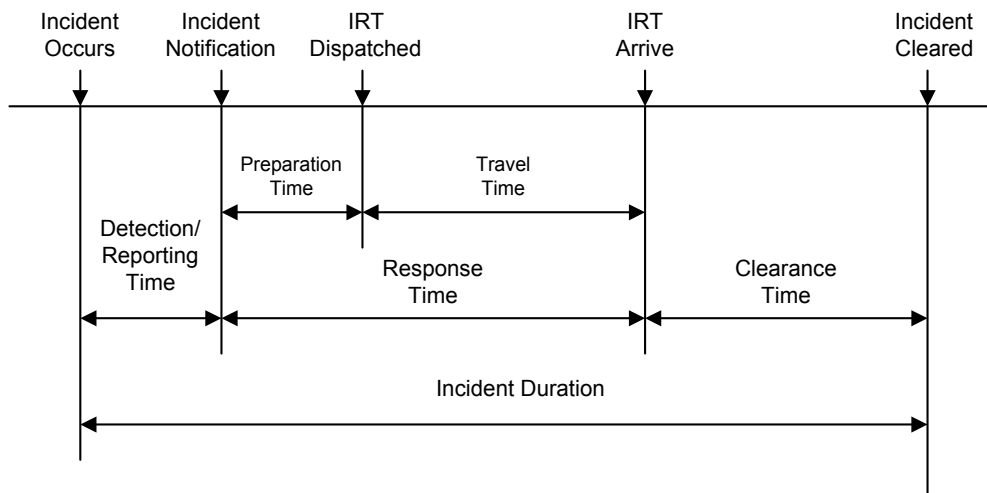 Incident
Occurs
Incident
Notification
IRT
Dispatched
IRT
Arrive
Incident
Cleared
Preparation
Time
Travel
Time
Detection/
Reporting
Time
Response
Time
Clearance
Time
Incident Duration